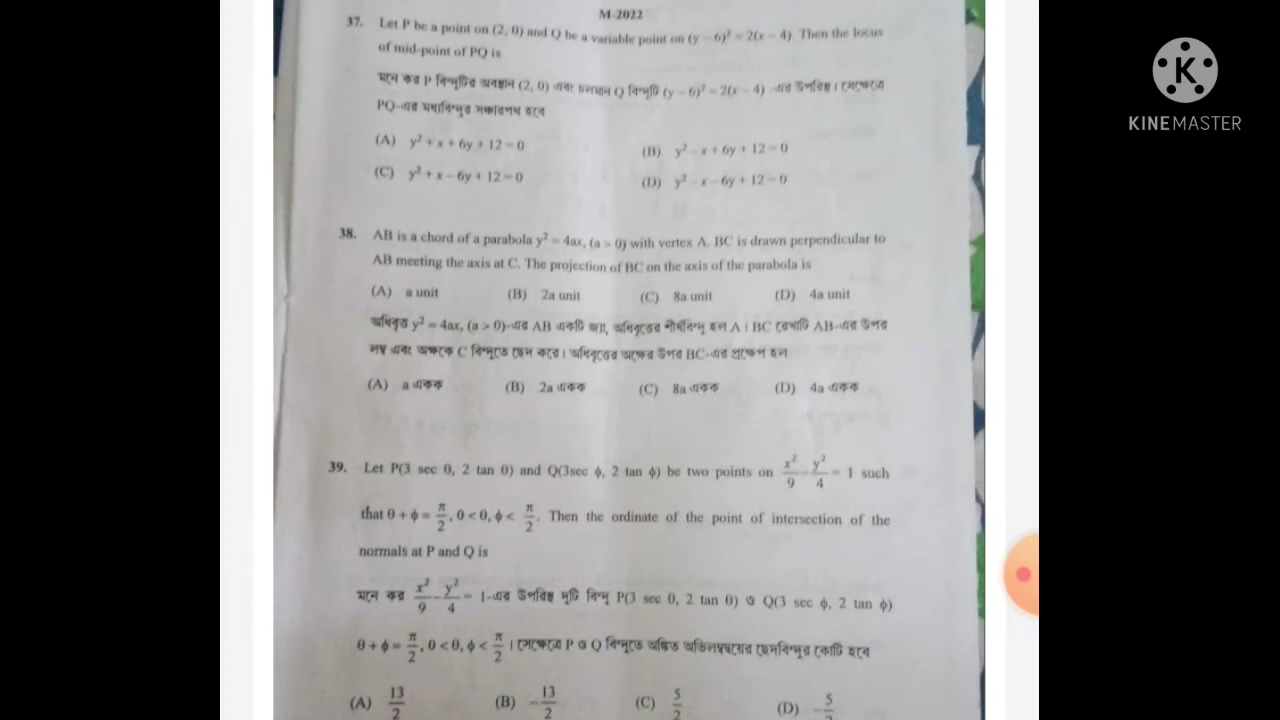 M-2022
37. Let P be a point on (2, 0) and Q be a variable point on (y − 6)² = 2(x − 4). Then the locus
of mid-point of PQ is
মনে কর P বিন্দুটির অবস্থান (2, 0) এবং চলমান Q বিন্দুটি (y − 6)² = 2(x − 4) -এর উপরিস্থ। সেক্ষেত্রে
PQ-এর মধ্যবিন্দুর সঞ্চারপথ হবে
(A) y² + x + 6y + 12 = 0 (B) y² − x + 6y + 12 = 0
(C) y² + x − 6y + 12 = 0 (D) y² − x − 6y + 12 = 0
38. AB is a chord of a parabola y² = 4ax, (a > 0) with vertex A. BC is drawn perpendicular to
AB meeting the axis at C. The projection of BC on the axis of the parabola is
(A) a unit (B) 2a unit (C) 8a unit (D) 4a unit
অধিবৃত্ত y² = 4ax, (a > 0)-এর AB একটি জ্যা, অধিবৃত্তের শীর্ষবিন্দু হল A। BC রেখাটি AB-এর উপর
লম্ব এবং অক্ষকে C বিন্দুতে ছেদ করে। অধিবৃত্তের অক্ষের উপর BC-এর প্রক্ষেপ হল
(A) a একক (B) 2a একক (C) 8a একক (D) 4a একক
39. Let P(3 sec θ, 2 tan θ) and Q(3sec ϕ, 2 tan ϕ) be two points on x²/9 − y²/4 = 1 such
that θ + ϕ = π/2, 0 < θ, ϕ < π/2. Then the ordinate of the point of intersection of the
normals at P and Q is
মনে কর x²/9 − y²/4 = 1-এর উপরিস্থ দুটি বিন্দু P(3 sec θ, 2 tan θ) ও Q(3 sec ϕ, 2 tan ϕ)
θ + ϕ = π/2, 0 < θ, ϕ < π/2। সেক্ষেত্রে P ও Q বিন্দুতে অঙ্কিত অভিলম্বদ্বয়ের ছেদবিন্দুর কোটি হবে
(A) 13/2 (B) −13/2 (C) 5/2 (D) −5/2
K
KINEMASTER